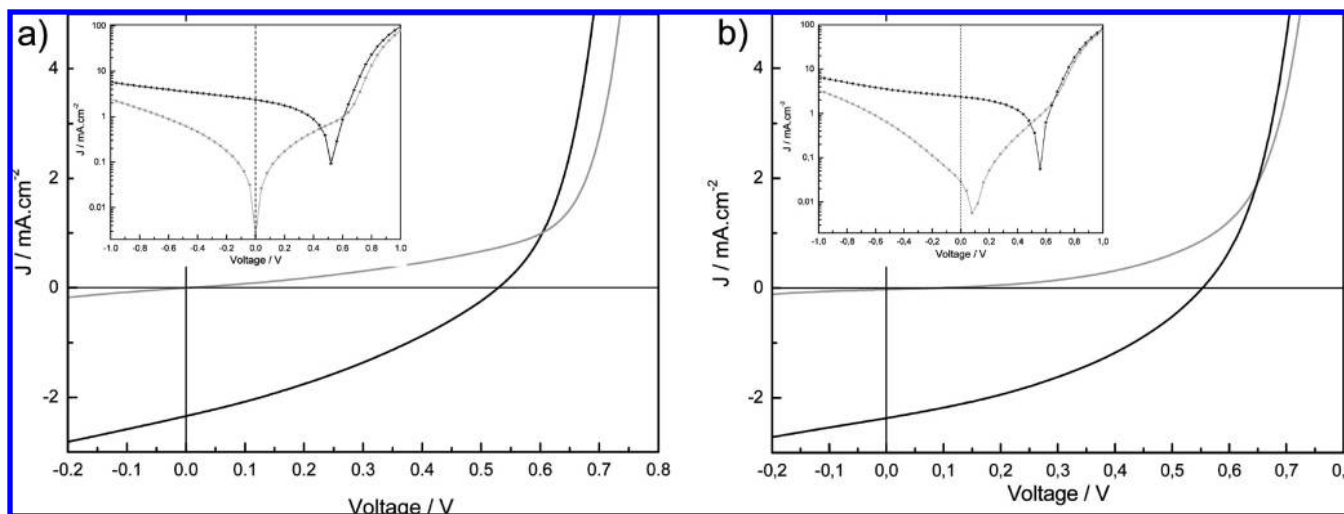 a)
J / mA.cm-2
4
2
0
-2
-0.2 -0.1 0.0 0.1 0.2 0.3 0.4 0.5 0.6 0.7 0.8
Voltage / V
J / mA.cm-2
100
10
1
0.1
0.01
-1.0 -0.8 -0.6 -0.4 -0.2 0.0 0.2 0.4 0.6 0.8 1.0
Voltage / V
b)
J / mA.cm-2
4
2
0
-2
-0,2 -0,1 0,0 0,1 0,2 0,3 0,4 0,5 0,6 0,7 0,
Voltage / V
J / mA.cm-2
100
10
1
0,1
0,01
-1,0 -0,8 -0,6 -0,4 -0,2 0,0 0,2 0,4 0,6 0,8 1,0
Voltage / V